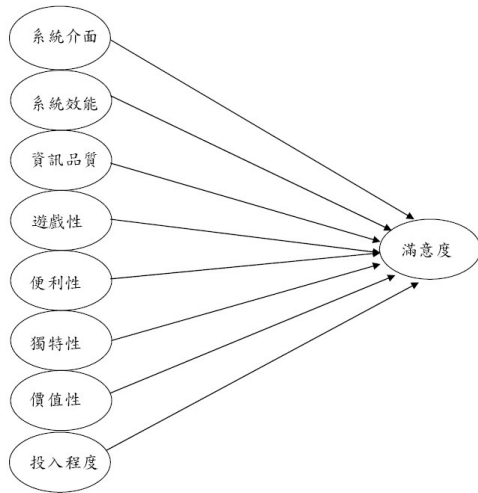 系統介面
系統效能
資訊品質
遊戲性
便利性
獨特性
價值性
投入程度
滿意度